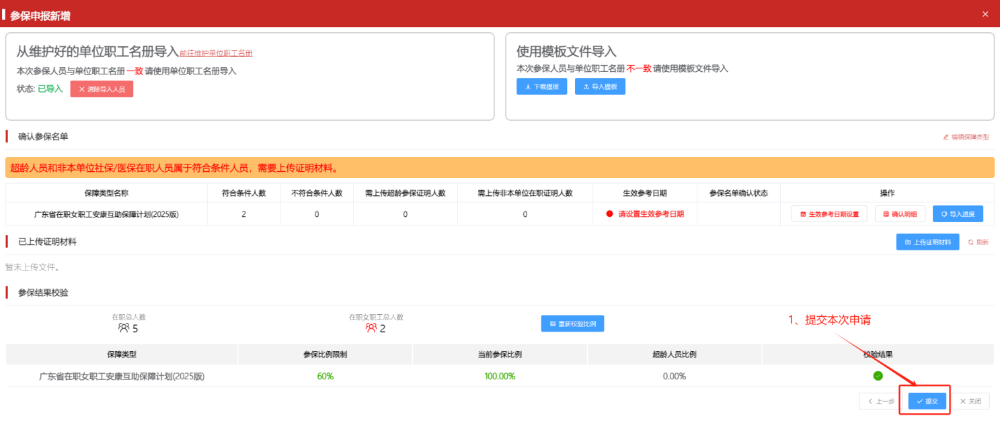 参保申报新增
从维护好的单位职工名册导入 前往维护单位职工名册
本次参保人员与单位职工名册 一致 请使用单位职工名册导入
状态: 已导入 清除导入人员
使用模板文件导入
本次参保人员与单位职工名册 不一致 请使用模板文件导入
下载模板 导入模板
确认参保名单 编辑保障类型
超龄人员和非本单位社保/医保在职人员属于符合条件人员，需要上传证明材料。
保障类型名称 符合条件人数 不符合条件人数 需上传超龄参保证明人数 需上传非本单位在职证明人数 生效参考日期 参保名单确认状态 操作
广东省在职女职工安康互助保障计划(2025版) 2 0 0 0 请设置生效参考日期 生效参考日期设置 确认明细 导入进度
已上传证明材料 上传证明材料 刷新
暂未上传文件。
参保结果校验
在职总人数 在职女职工总人数
5 2 重新校验比例
1、提交本次申请
保障类型 参保比例限制 当前参保比例 超龄人员比例 校验结果
广东省在职女职工安康互助保障计划(2025版) 60% 100.00% 0.00%
上一步 提交 关闭